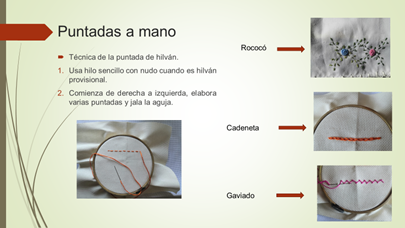 Puntadas a mano
Técnica de la puntada de hilván.
1. Usa hilo sencillo con nudo cuando es hilván
provisional.
2. Comienza de derecha a izquierda, elabora
varias puntadas y jala la aguja.
Rococó
Cadeneta
Gaviado